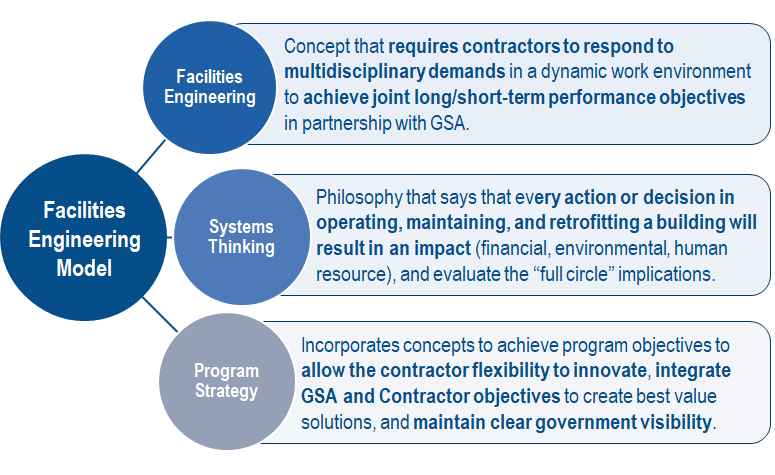 Facilities
Engineering
Model
Facilities
Engineering
Concept that requires contractors to respond to
multidisciplinary demands in a dynamic work environment
to achieve joint long/short-term performance objectives
in partnership with GSA.
Systems
Thinking
Philosophy that says that every action or decision in
operating, maintaining, and retrofitting a building will
result in an impact (financial, environmental, human
resource), and evaluate the “full circle” implications.
Program
Strategy
Incorporates concepts to achieve program objectives to
allow the contractor flexibility to innovate, integrate
GSA and Contractor objectives to create best value
solutions, and maintain clear government visibility.